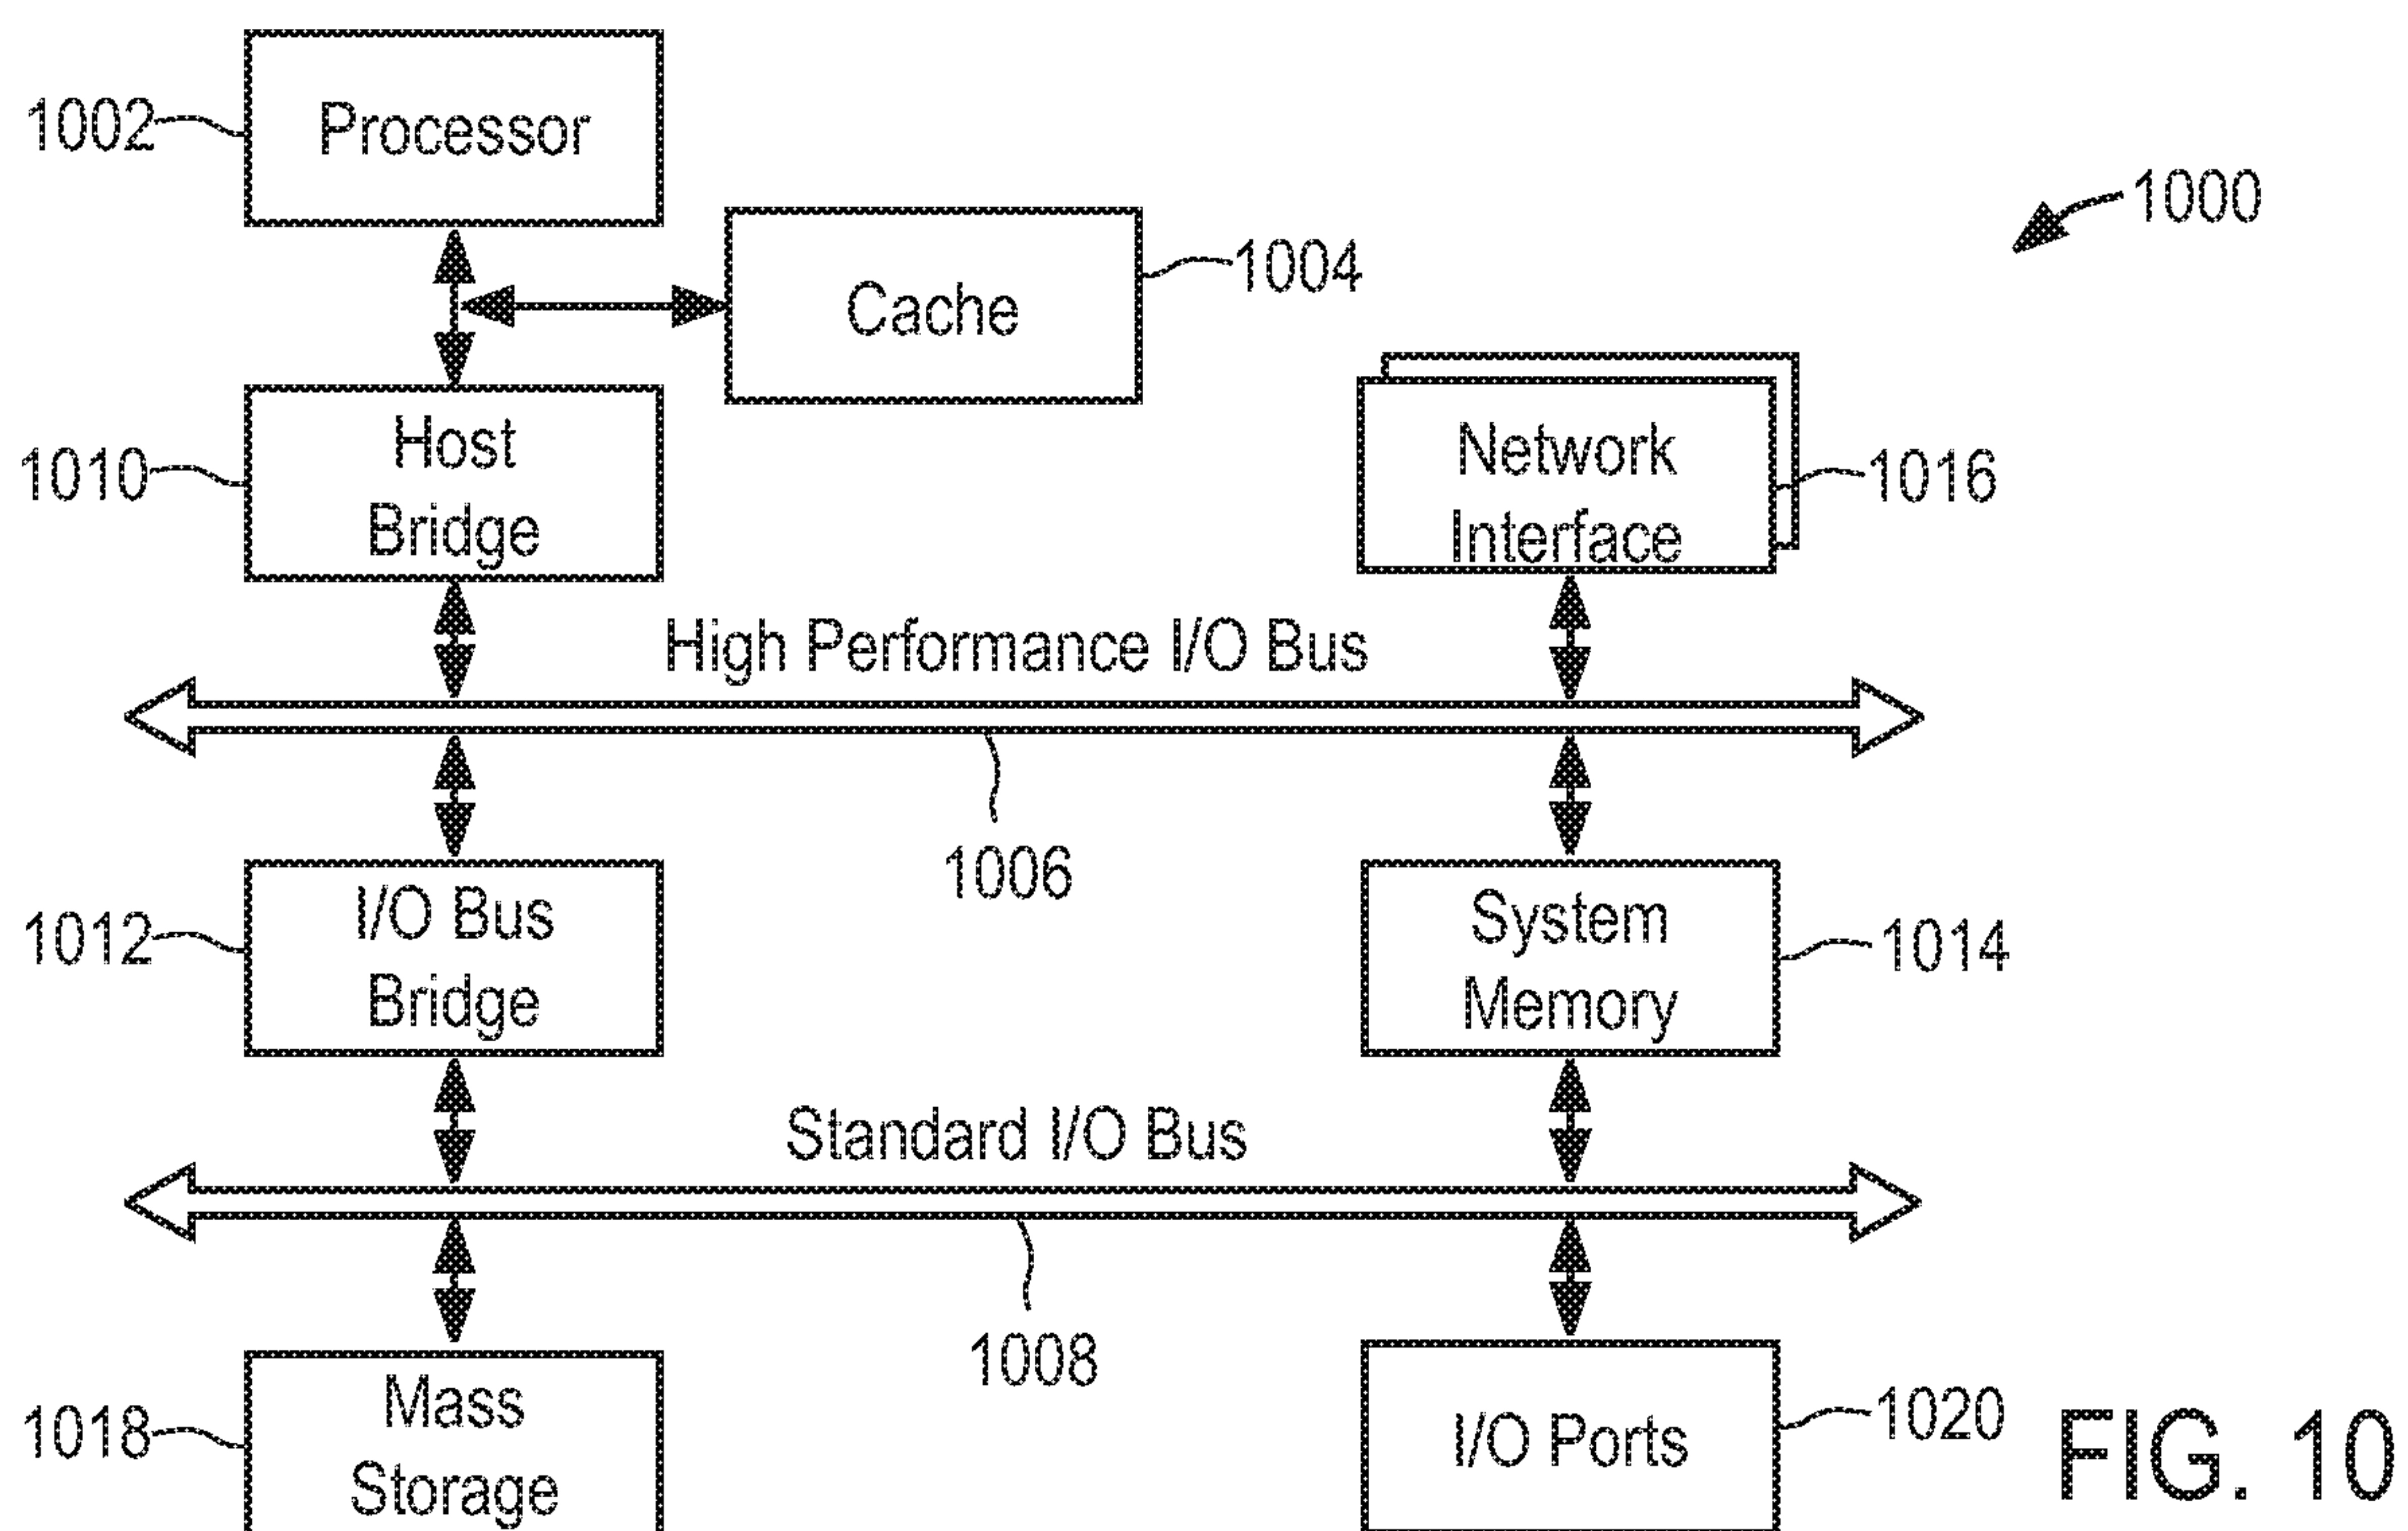 1002
Processor
1000
1004
Cache
Host
Bridge
1010
Network
Interface
1016
High Performance I/O Bus
1006
1012
I/O Bus
Bridge
System
Memory
1014
Standard I/O Bus
1008
1018
Mass
Storage
I/O Ports
1020
FIG. 10